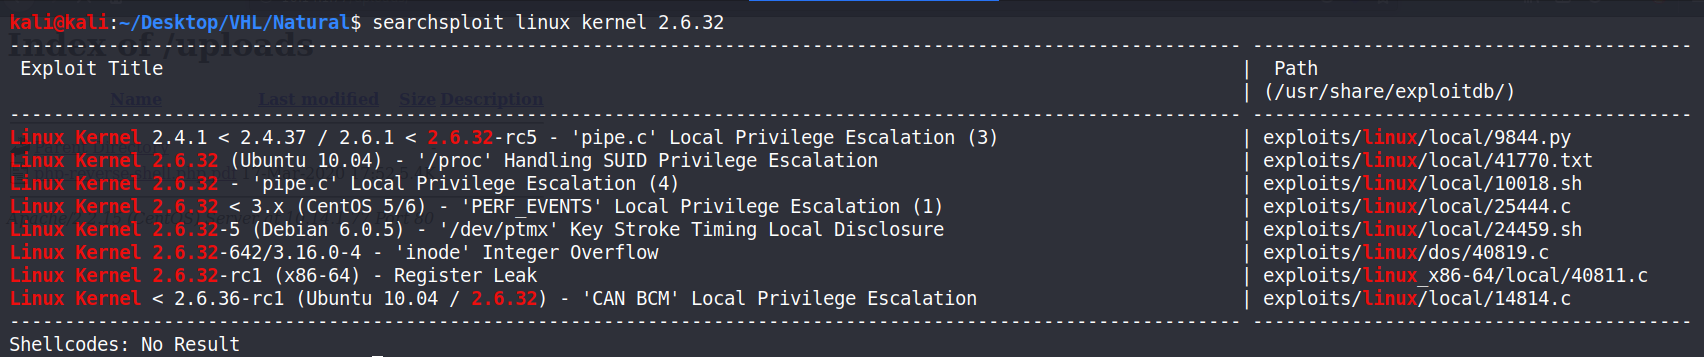 kali@kali:~/Desktop/VHL/Natural$ searchsploit linux kernel 2.6.32
Index of /uploads
---------------------------------------------------------------------------------------------------------------- ----------------------------------------
Exploit Title | Path
| (/usr/share/exploitdb/)
Name Last modified Size Description
---------------------------------------------------------------------------------------------------------------- ----------------------------------------
Linux Kernel 2.4.1 < 2.4.37 / 2.6.1 < 2.6.32-rc5 - 'pipe.c' Local Privilege Escalation (3) | exploits/linux/local/9844.py
Linux Kernel 2.6.32 (Ubuntu 10.04) - '/proc' Handling SUID Privilege Escalation | exploits/linux/local/41770.txt
Linux Kernel 2.6.32 - 'pipe.c' Local Privilege Escalation (4) | exploits/linux/local/10018.sh
Linux Kernel 2.6.32 < 3.x (CentOS 5/6) - 'PERF_EVENTS' Local Privilege Escalation (1) | exploits/linux/local/25444.c
Linux Kernel 2.6.32-5 (Debian 6.0.5) - '/dev/ptmx' Key Stroke Timing Local Disclosure | exploits/linux/local/24459.sh
Linux Kernel 2.6.32-642/3.16.0-4 - 'inode' Integer Overflow | exploits/linux/dos/40819.c
Linux Kernel 2.6.32-rc1 (x86-64) - Register Leak | exploits/linux_x86-64/local/40811.c
Linux Kernel < 2.6.36-rc1 (Ubuntu 10.04 / 2.6.32) - 'CAN BCM' Local Privilege Escalation | exploits/linux/local/14814.c
---------------------------------------------------------------------------------------------------------------- ----------------------------------------
Shellcodes: No Result